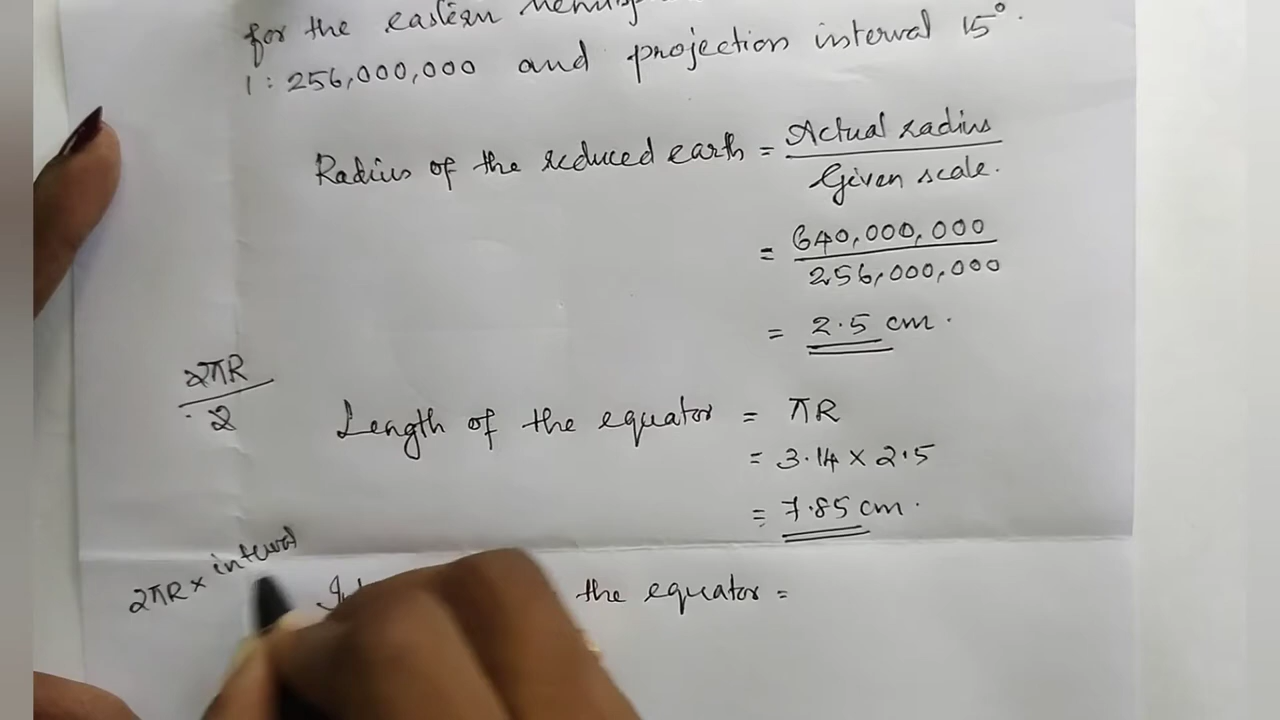 for the eastern
1 : 256,000,000 and projection interval 15°.
Radius of the reduced earth = Actual radius
Given scale.
= 640,000,000
256,000,000
= 2.5 cm.
2πR
2
Length of the equator = πR
= 3.14 × 2.5
= 7.85 cm.
2πR × interval
the equator =